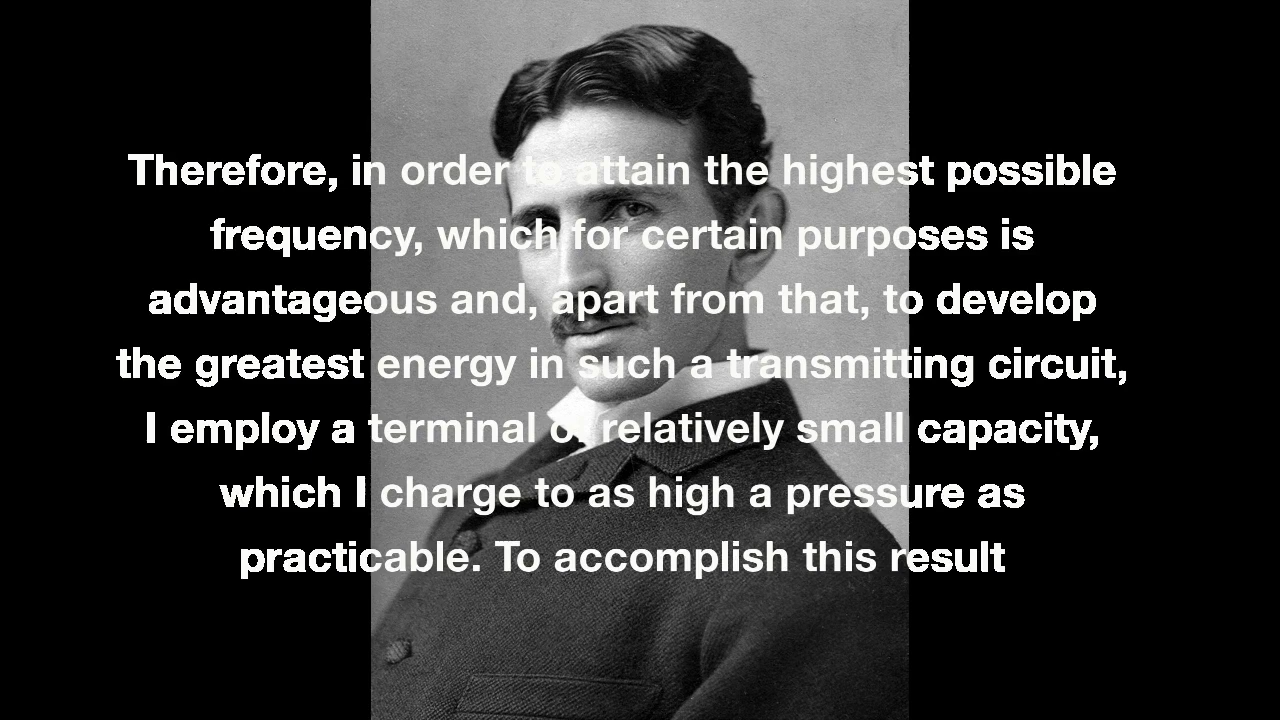 Therefore, in order to attain the highest possible
frequency, which for certain purposes is
advantageous and, apart from that, to develop
the greatest energy in such a transmitting circuit,
I employ a terminal of relatively small capacity,
which I charge to as high a pressure as
practicable. To accomplish this result